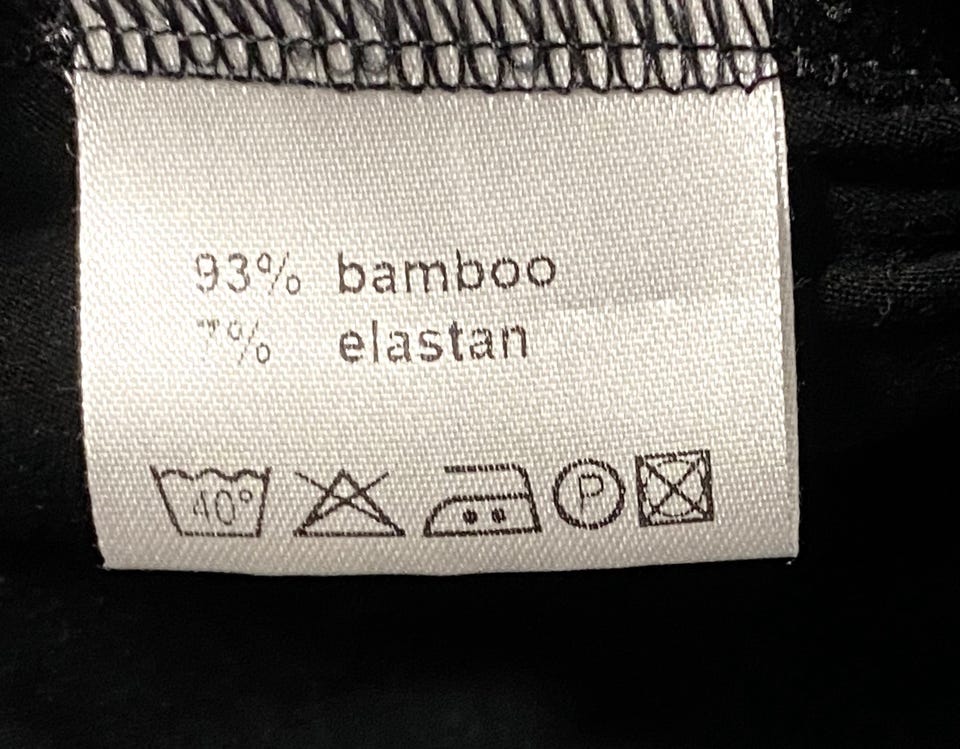 93% bamboo
7% elastan
40° P